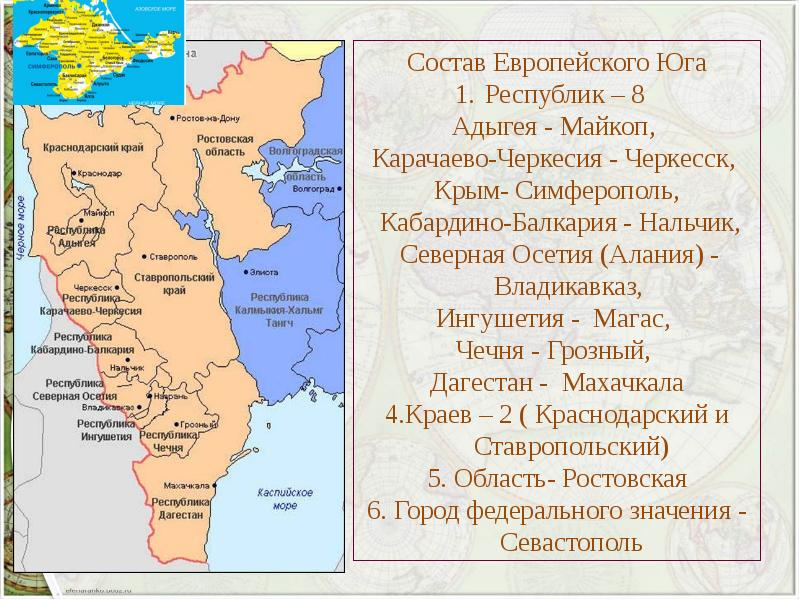 АЗОВСКОЕ МОРЕ
СИМФЕРОПОЛЬ
ЧЕРНОЕ МОРЕ
Ростов-на-Дону
Ростовская
область
Краснодарский край
Волгоградская
область
Волгоград
Краснодар
Майкоп
Республика
Адыгея
Черное море
Ставрополь
Ставропольский
край
Элиста
Черкесск
Республика
Карачаево-Черкесия
Республика
Калмыкия-Хальмг
Тангч
Республика
Кабардино-Балкария
Нальчик
Республика
Северная Осетия
Владикавказ
Назрань
Республика
Ингушетия
Грозный
Республика
Чечня
Махачкала
Республика
Дагестан
Каспийское
море
Состав Европейского Юга
1. Республик – 8
Адыгея - Майкоп,
Карачаево-Черкесия - Черкесск,
Крым- Симферополь,
Кабардино-Балкария - Нальчик,
Северная Осетия (Алания) -
Владикавказ,
Ингушетия - Магас,
Чечня - Грозный,
Дагестан - Махачкала
4.Краев – 2 ( Краснодарский и
Ставропольский)
5. Область- Ростовская
6. Город федерального значения -
Севастополь